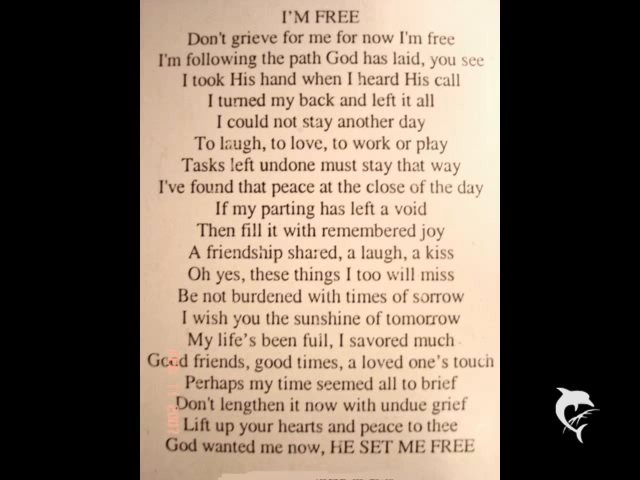 I'M FREE
Don't grieve for me for now I'm free
I'm following the path God has laid, you see
I took His hand when I heard His call
I turned my back and left it all
I could not stay another day
To laugh, to love, to work or play
Tasks left undone must stay that way
I've found that peace at the close of the day
If my parting has left a void
Then fill it with remembered joy
A friendship shared, a laugh, a kiss
Oh yes, these things I too will miss
Be not burdened with times of sorrow
I wish you the sunshine of tomorrow
My life's been full, I savored much
Good friends, good times, a loved one's touch
Perhaps my time seemed all to brief
Don't lengthen it now with undue grief
Lift up your hearts and peace to thee
God wanted me now, HE SET ME FREE